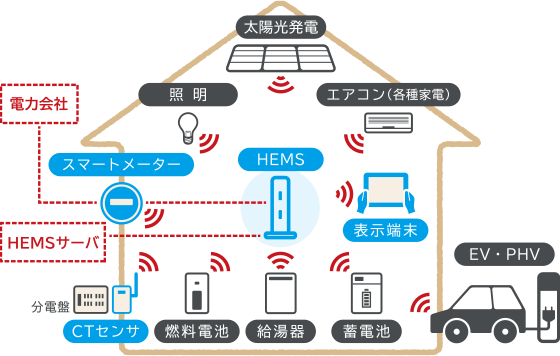 太陽光発電
照明
エアコン（各種家電）
電力会社
スマートメーター
HEMS
表示端末
HEMSサーバ
EV・PHV
分電盤
CTセンサ
燃料電池
給湯器
蓄電池